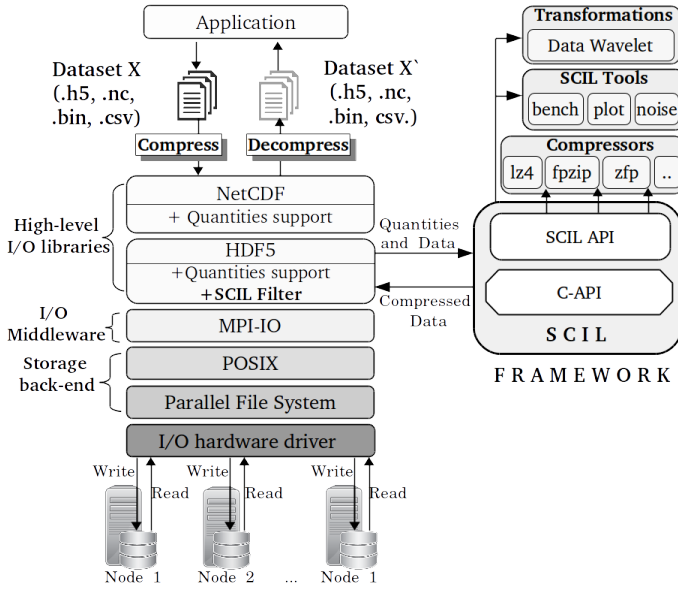 Application
Dataset X
(.h5, .nc,
.bin, .csv)
Dataset X`
(.h5, .nc,
.bin, csv.)
Compress
Decompress
High-level
I/O libraries
NetCDF
+ Quantities support
HDF5
+Quantities support
+SCIL Filter
Quantities
and Data
Compressed
Data
I/O
Middleware
MPI-IO
Storage
back-end
POSIX
Parallel File System
I/O hardware driver
Write
Read
Write
Read
Write
Read
Node 1
Node 2
...
Node 1
Transformations
Data Wavelet
SCIL Tools
bench
plot
noise
Compressors
lz4
fpzip
zfp
..
SCIL API
C-API
SCIL
FRAMEWORK